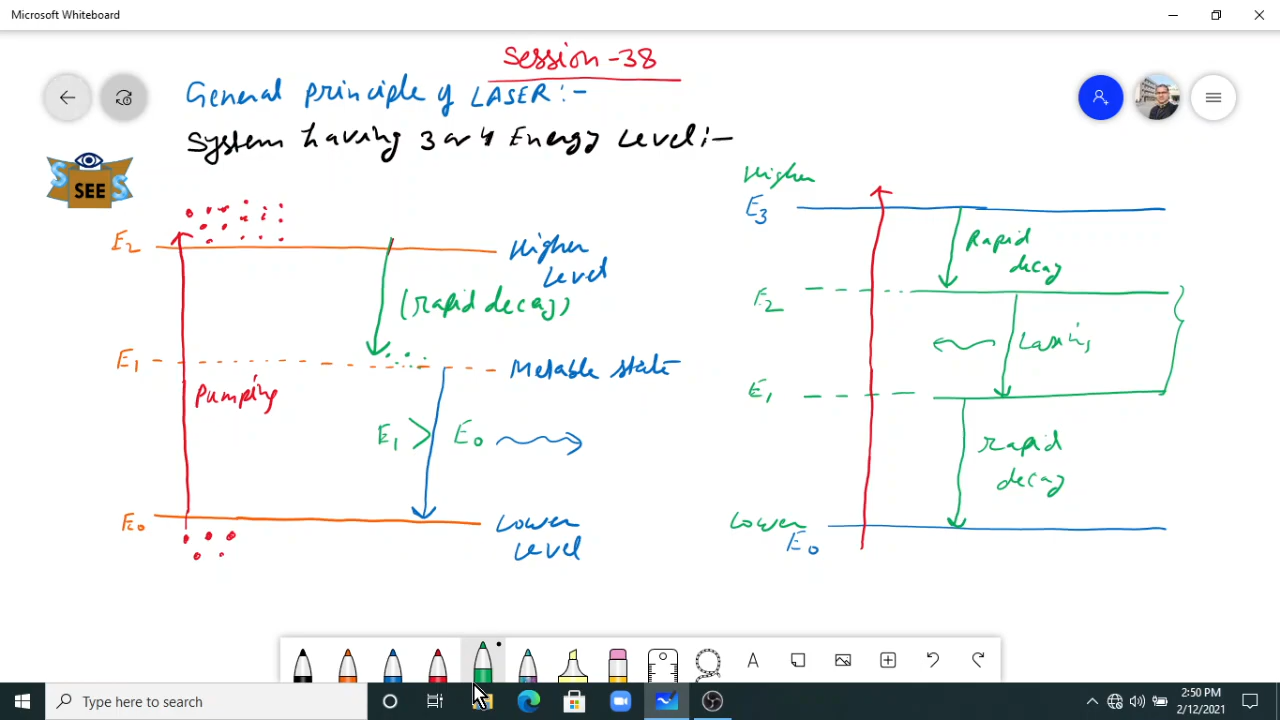 Microsoft Whiteboard
Session-38
General principle of LASER:-
System having 3 or 4 Energy Level:-
SEE
S
S
E2
Higher
Level
(rapid decay)
E1
Metable state
Pumping
E1 > E0
E0
Lower
Level
Higher
E3
Rapid
decay
E2
Lasing
E1
rapid
decay
Lower
E0
A
Type here to search
2:50 PM
2/12/2021